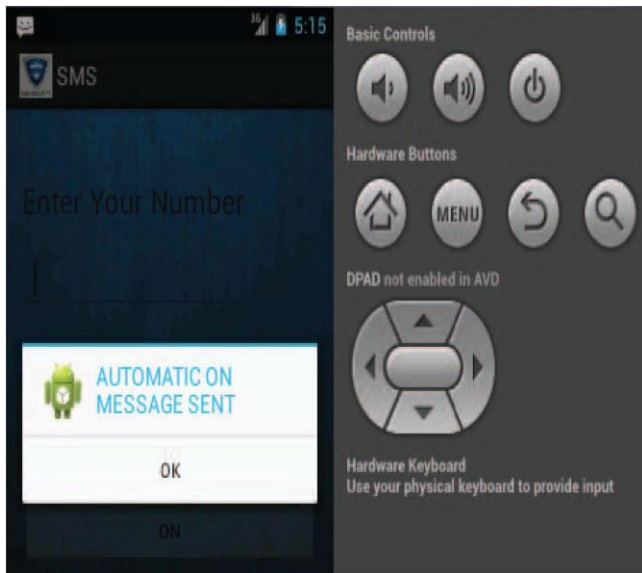 3G 5:15
SMS
Enter Your Number
AUTOMATIC ON
MESSAGE SENT
OK
ON
Basic Controls
Hardware Buttons
MENU
DPAD not enabled in AVD
Hardware Keyboard
Use your physical keyboard to provide input